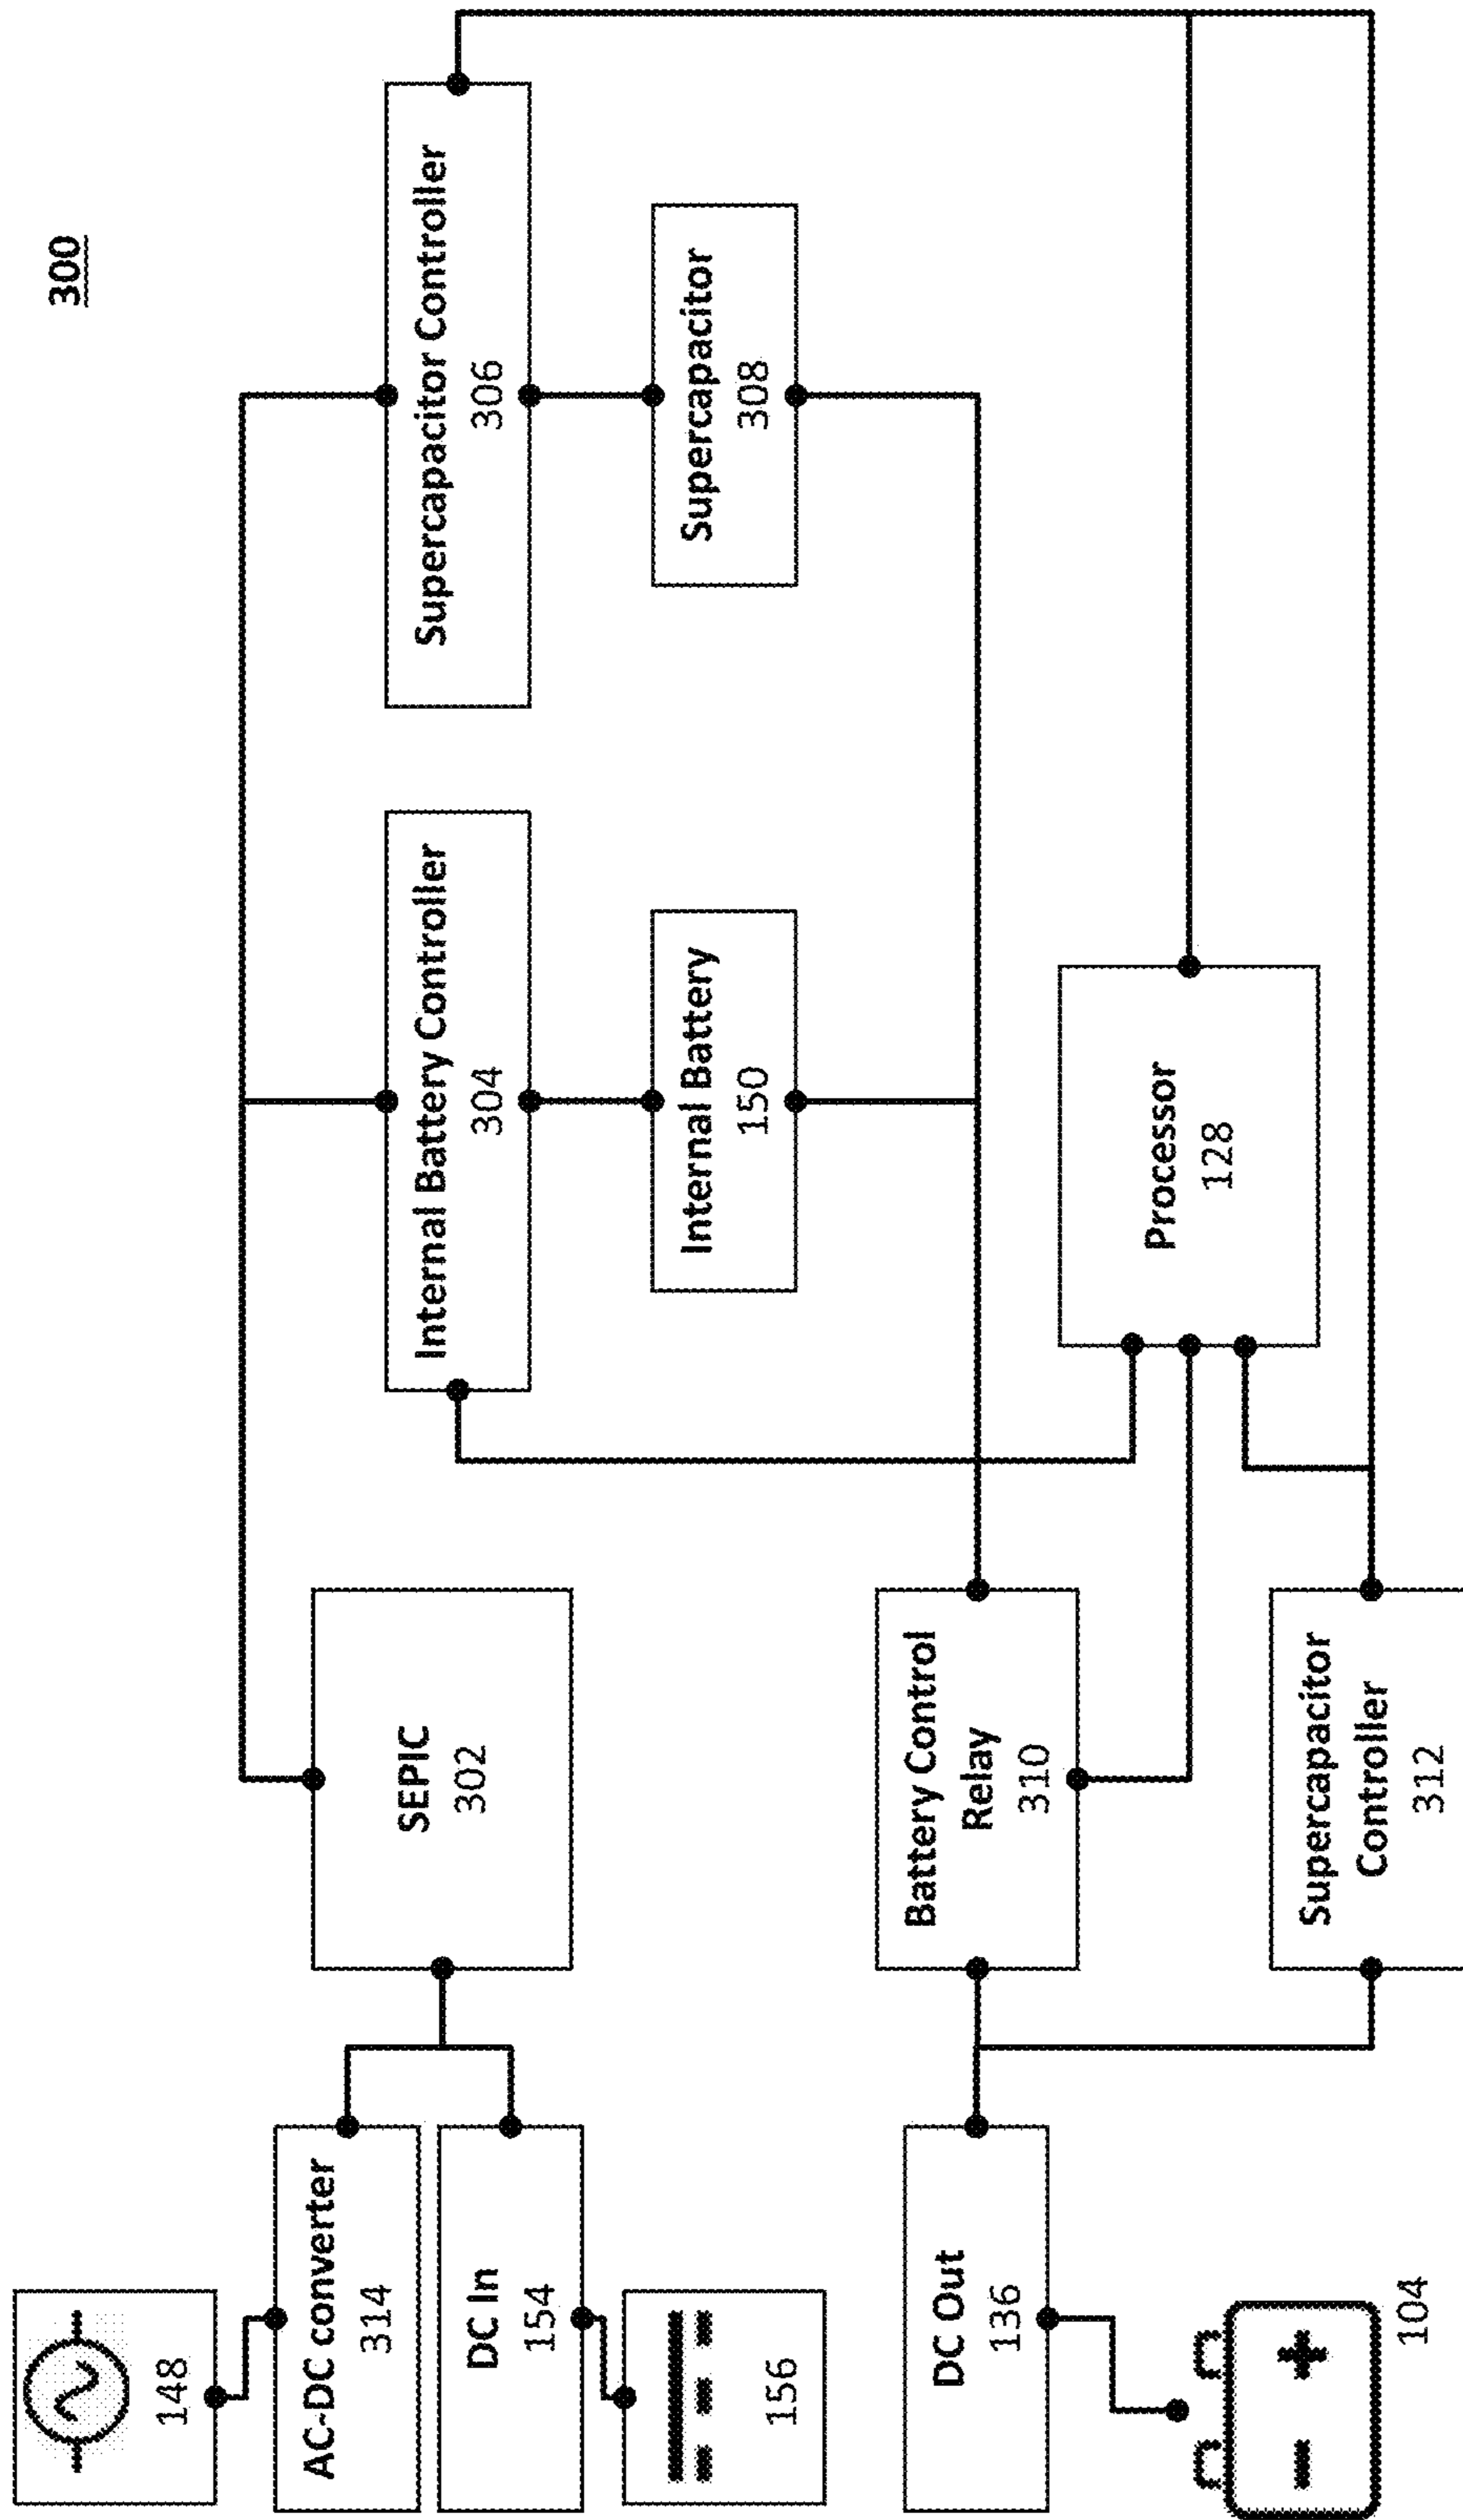 300
148
AC-DC converter
314
DC In
154
156
SEPIC
302
Internal Battery Controller
304
Internal Battery
150
Supercapacitor Controller
306
Supercapacitor
308
DC Out
136
104
Battery Control
Relay
310
Supercapacitor
Controller
312
Processor
128